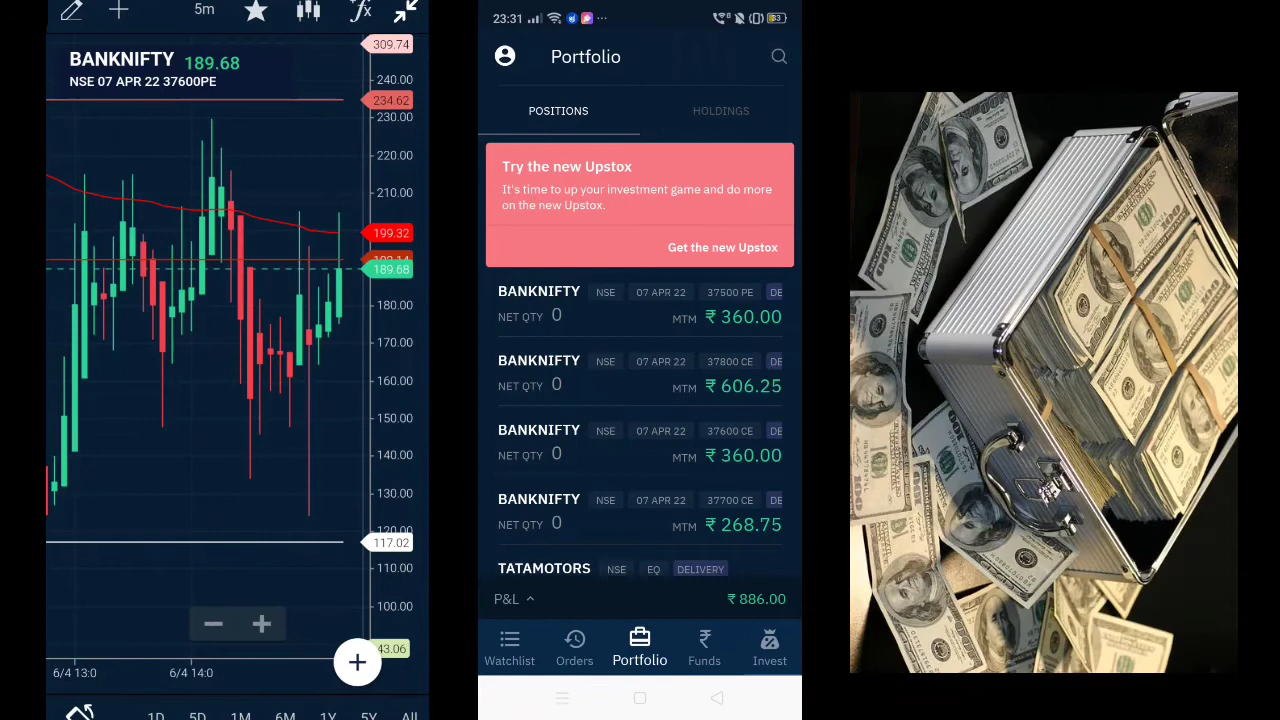 5m
BANKNIFTY 189.68
NSE 07 APR 22 37600PE
309.74
240.00
234.62
230.00
220.00
210.00
199.32
189.68
180.00
170.00
160.00
150.00
140.00
130.00
120.00
117.02
110.00
100.00
43.06
6/4 13:0 6/4 14:0
1D 5D 1M 6M 1Y 5Y All
23:31 33
Portfolio
POSITIONS HOLDINGS
Try the new Upstox
It's time to up your investment game and do more
on the new Upstox.
Get the new Upstox
BANKNIFTY NSE 07 APR 22 37500 PE DE
NET QTY 0 MTM ₹ 360.00
BANKNIFTY NSE 07 APR 22 37800 PE DE
NET QTY 0 MTM ₹ 606.25
BANKNIFTY NSE 07 APR 22 37600 CE DE
NET QTY 0 MTM ₹ 360.00
BANKNIFTY NSE 07 APR 22 37700 CE DE
NET QTY 0 MTM ₹ 268.75
TATAMOTORS NSE EQ DELIVERY
P&L ₹ 886.00
Watchlist Orders Portfolio Funds Invest